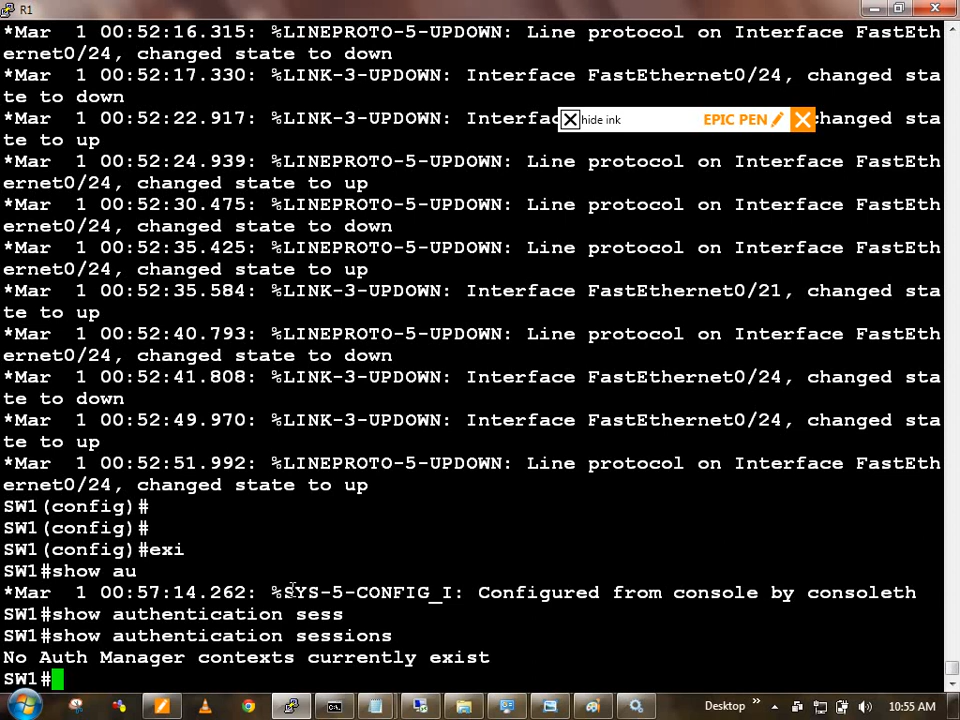 R1
*Mar  1 00:52:16.315: %LINEPROTO-5-UPDOWN: Line protocol on Interface FastEth
ernet0/24, changed state to down
*Mar  1 00:52:17.330: %LINK-3-UPDOWN: Interface FastEthernet0/24, changed sta
te to down
*Mar  1 00:52:22.917: %LINK-3-UPDOWN: Interfac changed sta
hide ink EPIC PEN
te to up
*Mar  1 00:52:24.939: %LINEPROTO-5-UPDOWN: Line protocol on Interface FastEth
ernet0/24, changed state to up
*Mar  1 00:52:30.475: %LINEPROTO-5-UPDOWN: Line protocol on Interface FastEth
ernet0/24, changed state to down
*Mar  1 00:52:35.425: %LINEPROTO-5-UPDOWN: Line protocol on Interface FastEth
ernet0/24, changed state to up
*Mar  1 00:52:35.584: %LINK-3-UPDOWN: Interface FastEthernet0/21, changed sta
te to up
*Mar  1 00:52:40.793: %LINEPROTO-5-UPDOWN: Line protocol on Interface FastEth
ernet0/24, changed state to down
*Mar  1 00:52:41.808: %LINK-3-UPDOWN: Interface FastEthernet0/24, changed sta
te to down
*Mar  1 00:52:49.970: %LINK-3-UPDOWN: Interface FastEthernet0/24, changed sta
te to up
*Mar  1 00:52:51.992: %LINEPROTO-5-UPDOWN: Line protocol on Interface FastEth
ernet0/24, changed state to up
SW1(config)#
SW1(config)#
SW1(config)#exi
SW1#show au
*Mar  1 00:57:14.262: %SYS-5-CONFIG_I: Configured from console by consoleth
SW1#show authentication sess
SW1#show authentication sessions
No Auth Manager contexts currently exist
SW1#
Desktop » 10:55 AM